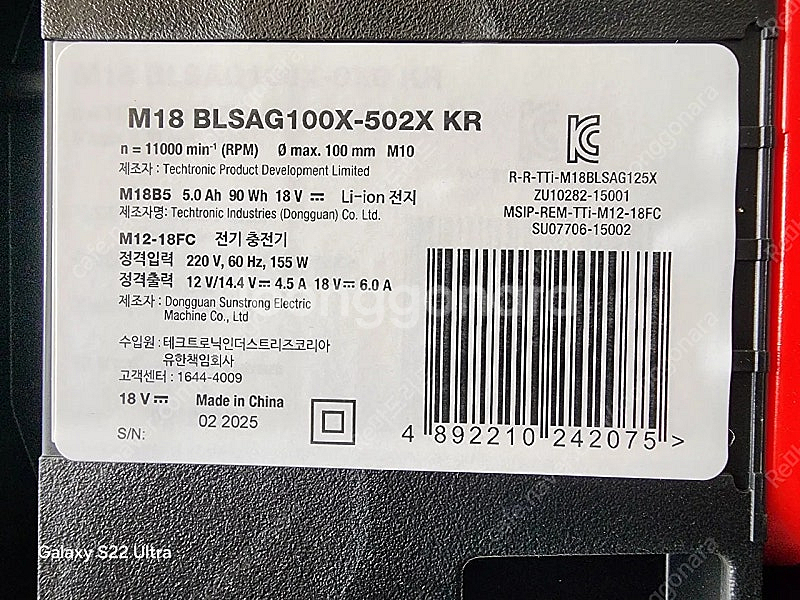 M18 BLSAG100X-502X KR
n = 11000 min⁻¹ (RPM) Ø max. 100 mm M10
제조자 : Techtronic Product Development Limited
M18B5 5.0 Ah 90 Wh 18 V ⎓ Li-ion 전지
제조자명: Techtronic Industries (Dongguan) Co. Ltd.
M12-18FC 전기 충전기
정격입력 220 V, 60 Hz, 155 W
정격출력 12 V/14.4 V ⎓ 4.5 A 18 V ⎓ 6.0 A
제조자 : Dongguan Sunstrong Electric
Machine Co., Ltd
수입원 : 테크트로닉인더스트리즈코리아
유한책임회사
고객센터 : 1644-4009
18 V ⎓ Made in China
02 2025
S/N:
R-R-TTi-M18BLSAG125X
ZU10282-15001
MSIP-REM-TTi-M12-18FC
SU07706-15002
4 892210 242075 >
Galaxy S22 Ultra